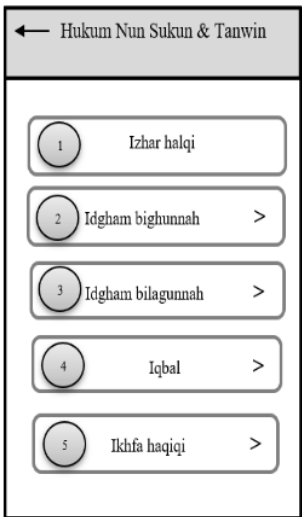 ← Hukum Nun Sukun & Tanwin
1 Izhar halqi
2 Idgham bighunnah >
3 Idgham bilagunnah >
4 Iqbal >
5 Ikhfa haqiqi >